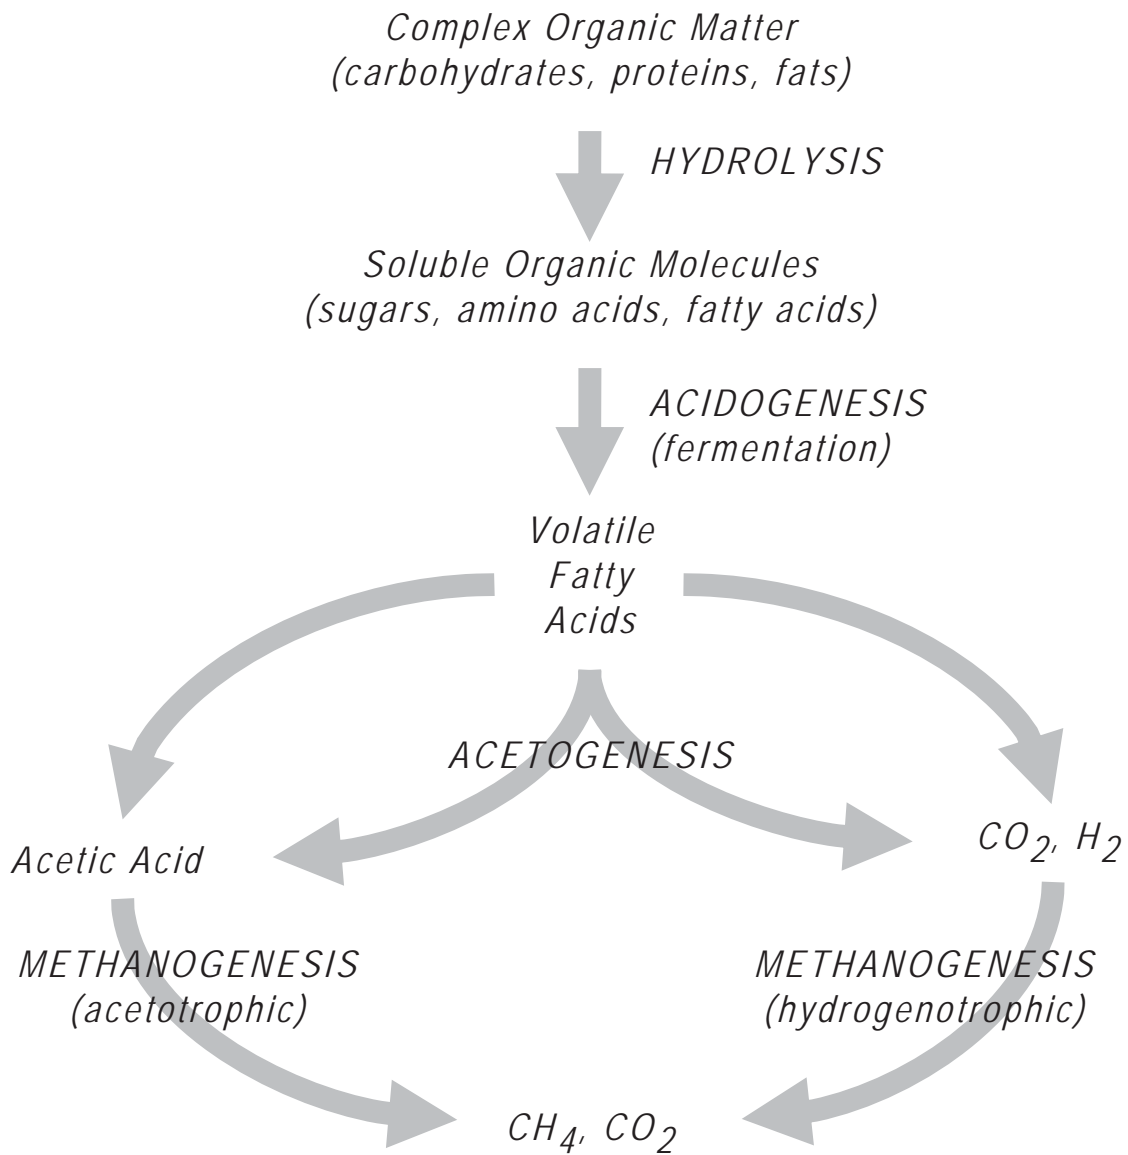 Complex Organic Matter
(carbohydrates, proteins, fats)
HYDROLYSIS
Soluble Organic Molecules
(sugars, amino acids, fatty acids)
ACIDOGENESIS
(fermentation)
Volatile
Fatty
Acids
ACETOGENESIS
Acetic Acid
CO2, H2
METHANOGENESIS
(acetotrophic)
METHANOGENESIS
(hydrogenotrophic)
CH4, CO2